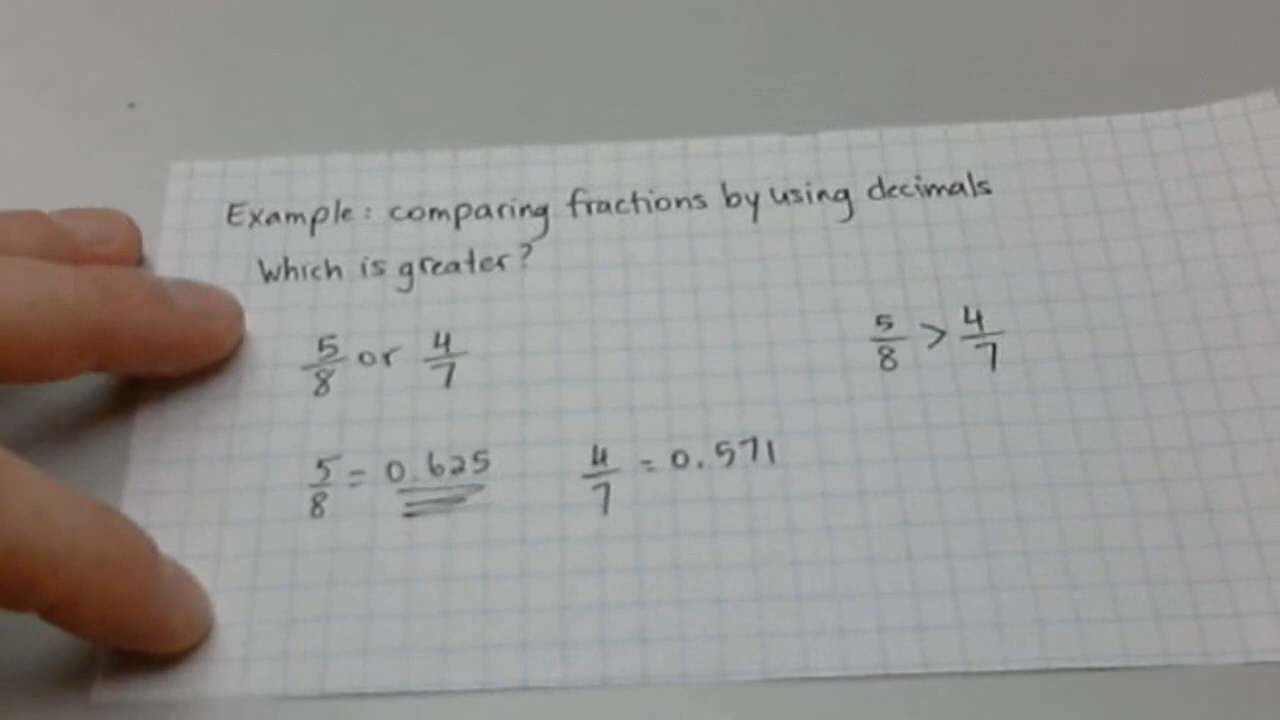 Example: comparing fractions by using decimals
Which is greater?
5/8 or 4/7
5/8 > 4/7
5/8 = 0.625
4/7 = 0.571